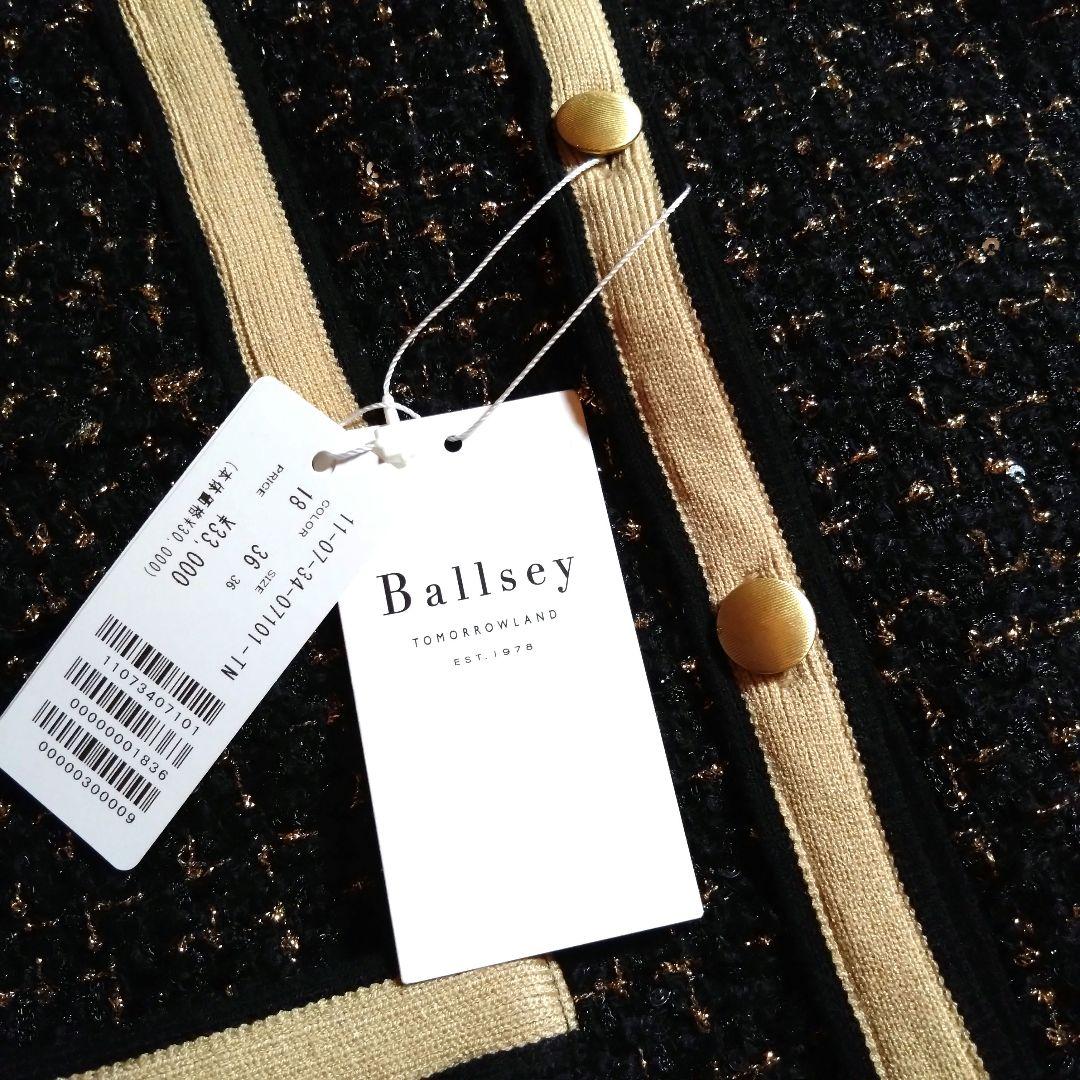 11-07-34-07101-TN
COLOR SIZE
18 36 36
PRICE ¥33,000
(本体価格¥30,000)
11073407101
00000001836
00000300009
Ballsey
TOMORROWLAND
EST.1978